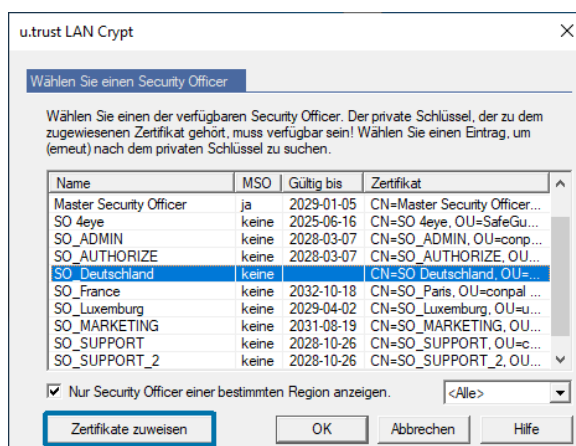 u.trust LAN Crypt
Wählen Sie einen Security Officer
Wählen Sie einen der verfügbaren Security Officer. Der private Schlüssel, der zu dem
zugewiesenen Zertifikat gehört, muss verfügbar sein! Wählen Sie einen Eintrag, um
(erneut) nach dem privaten Schlüssel zu suchen.
Name MSO Gültig bis Zertifikat
Master Security Officer ja 2029-01-05 CN=Master Security Officer...
SO 4eye keine 2025-06-16 CN=SO 4eye, OU=SafeGu...
SO_ADMIN keine 2028-03-07 CN=SO_ADMIN, OU=conp...
SO_AUTHORIZE keine 2028-03-07 CN=SO_AUTHORIZE, OU...
SO_Deutschland keine CN=SO Deutschland, OU=...
SO_France keine 2032-10-18 CN=SO_Paris, OU=conpal ...
SO_Luxemburg keine 2029-04-02 CN=SO_Luxemburg, OU=u...
SO_MARKETING keine 2031-08-19 CN=SO_MARKETING, OU...
SO_SUPPORT keine 2028-10-26 CN=SO_SUPPORT, OU=c...
SO_SUPPORT_2 keine 2028-10-26 CN=SO_SUPPORT_2, OU...
Nur Security Officer einer bestimmten Region anzeigen. <Alle>
Zertifikate zuweisen OK Abbrechen Hilfe